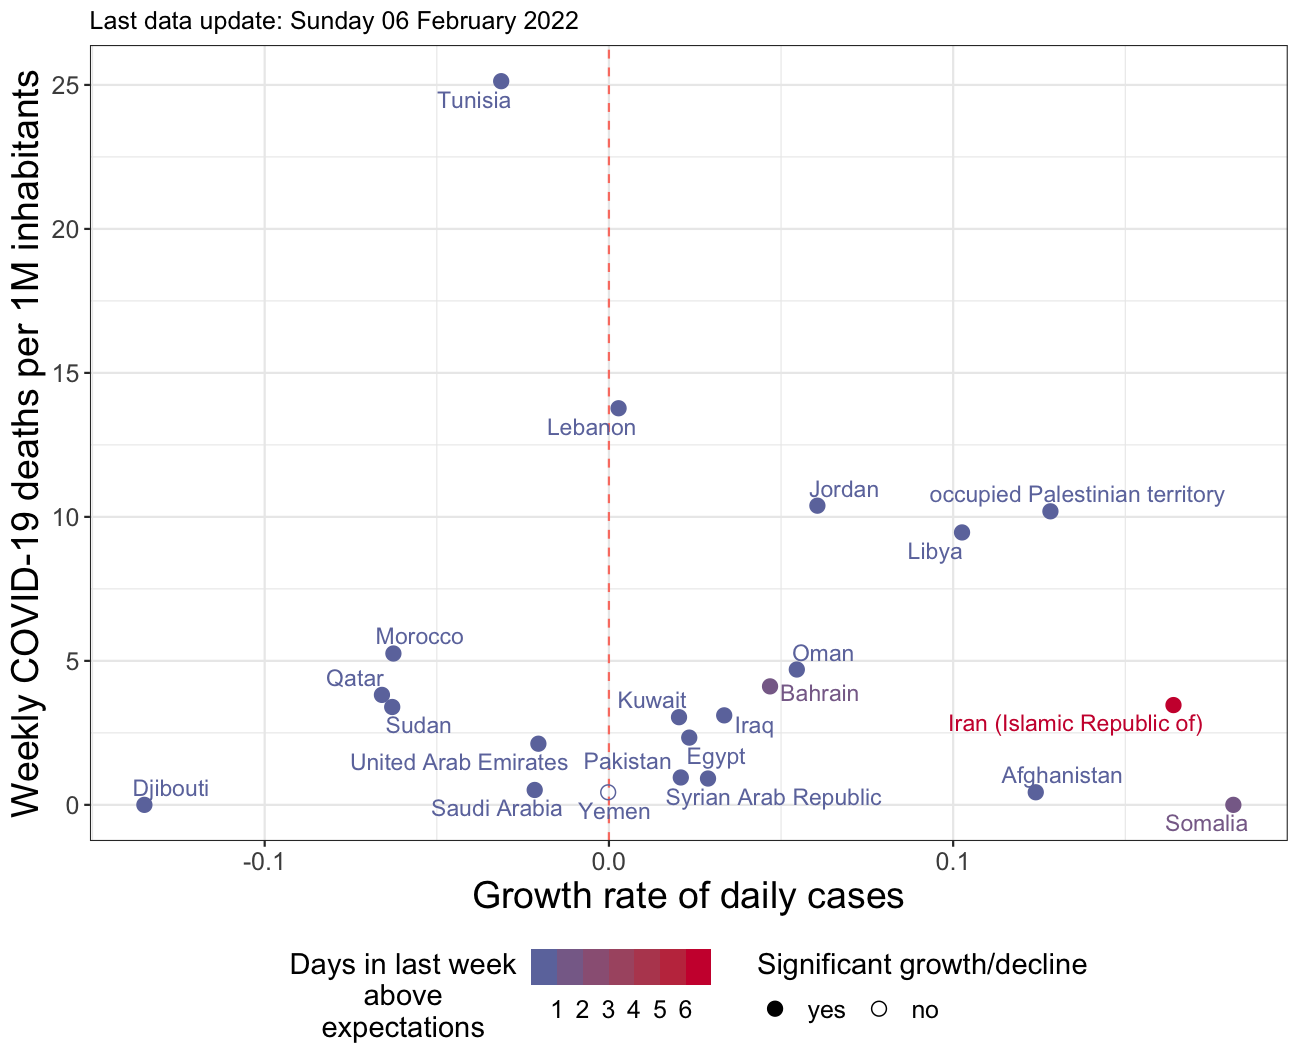 Last data update: Sunday 06 February 2022
Weekly COVID-19 deaths per 1M inhabitants
25
20
15
10
5
0
Tunisia
Lebanon
Jordan
occupied Palestinian territory
Libya
Morocco
Oman
Qatar
Bahrain
Kuwait
Sudan
Iraq
Iran (Islamic Republic of)
United Arab Emirates
Pakistan
Egypt
Afghanistan
Djibouti
Syrian Arab Republic
Saudi Arabia
Yemen
Somalia
-0.1
0.0
0.1
Growth rate of daily cases
Days in last week
above
expectations
1 2 3 4 5 6
Significant growth/decline
yes
no